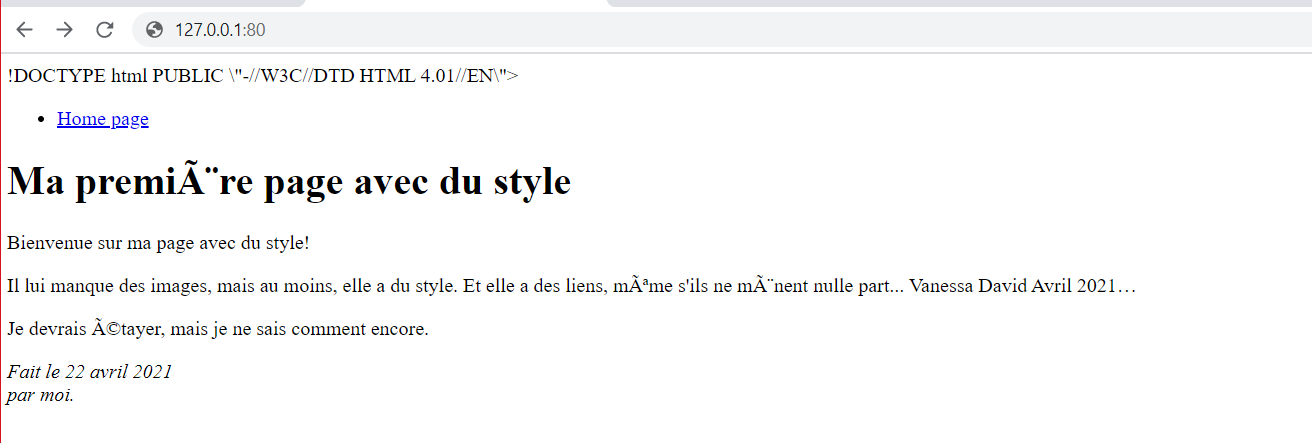 127.0.0.1:80
!DOCTYPE html PUBLIC \"-//W3C//DTD HTML 4.01//EN\">
Home page
Ma premiÃ¨re page avec du style
Bienvenue sur ma page avec du style!
Il lui manque des images, mais au moins, elle a du style. Et elle a des liens, mÃªme s'ils ne mÃ¨nent nulle part... Vanessa David Avril 2021…
Je devrais Ã©tayer, mais je ne sais comment encore.
Fait le 22 avril 2021
par moi.